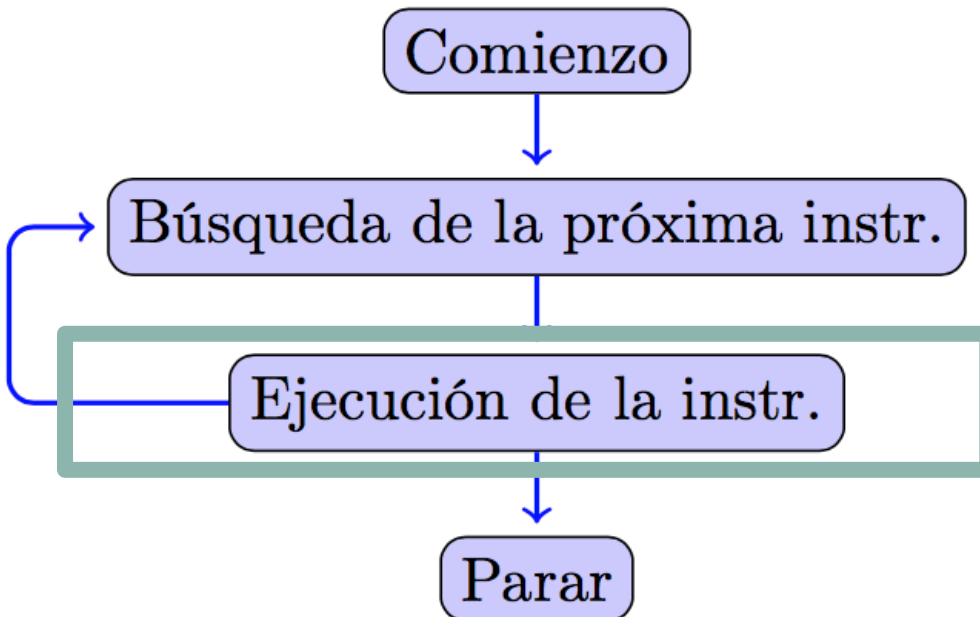 Comienzo
Búsqueda de la próxima instr.
Ejecución de la instr.
Parar